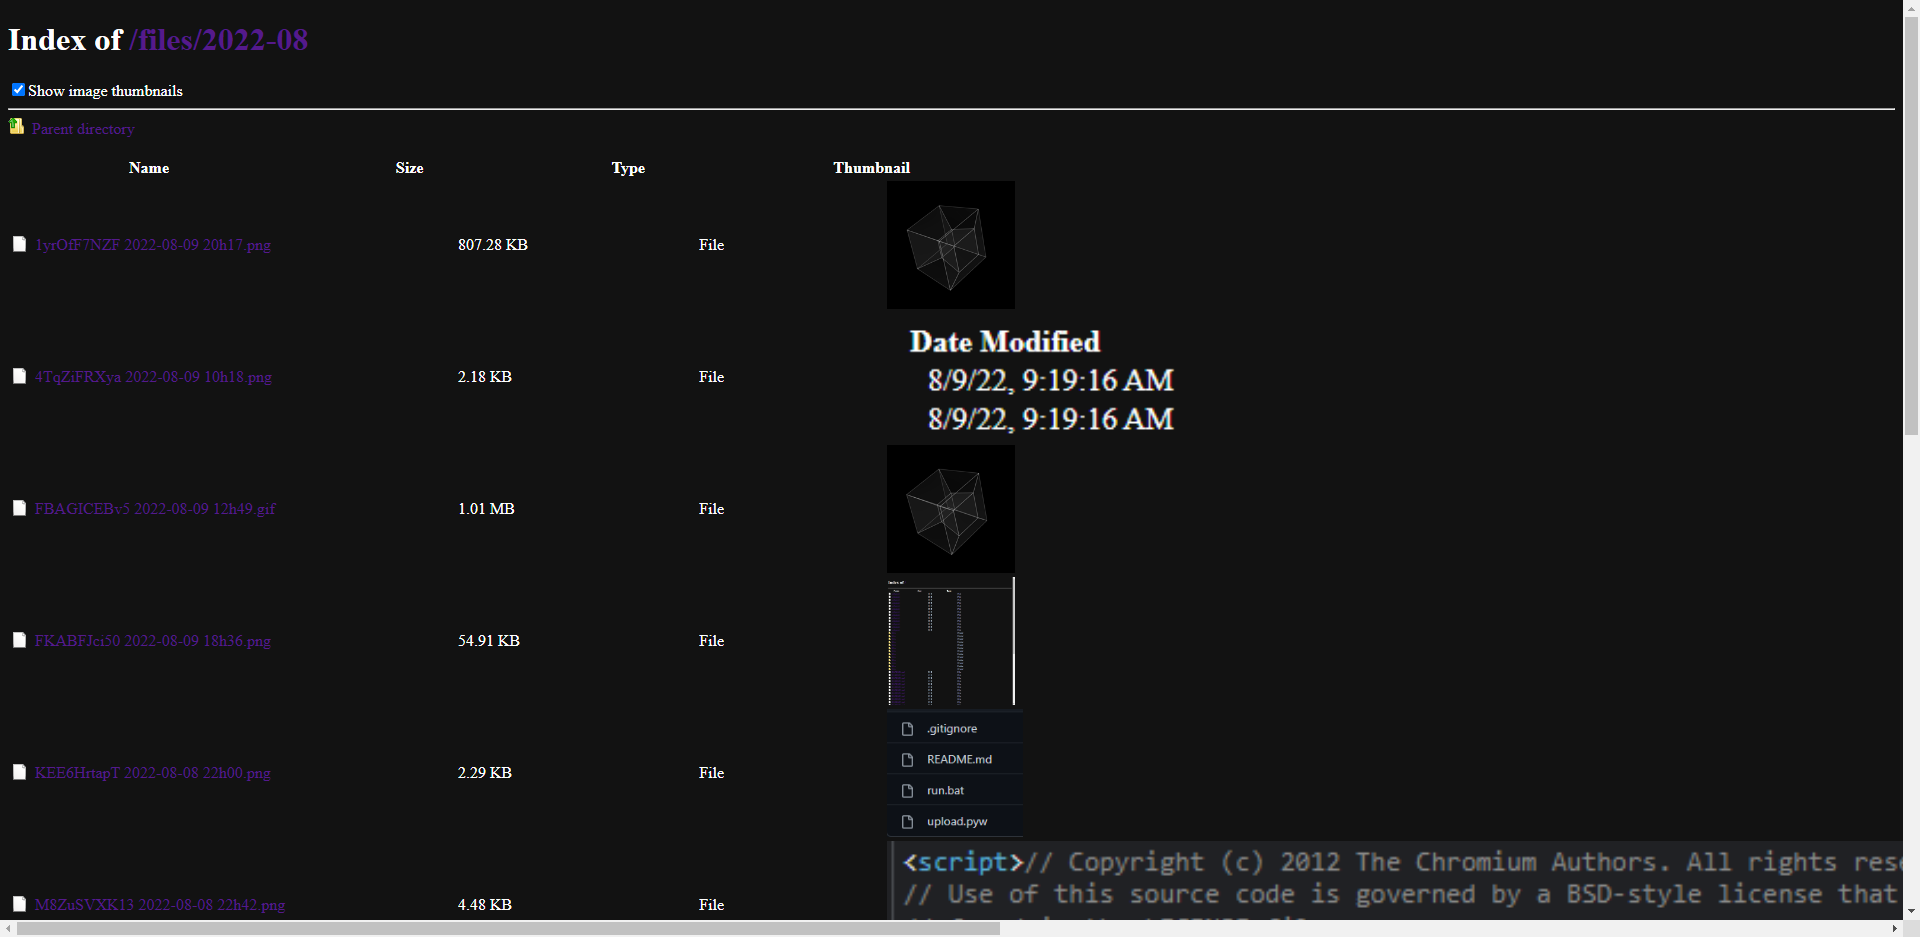 Index of /files/2022-08
Show image thumbnails
Parent directory
Name Size Type Thumbnail
1yrOfF7NZF 2022-08-09 20h17.png 807.28 KB File
Date Modified
8/9/22, 9:19:16 AM
4TqZiFRXya 2022-08-09 10h18.png 2.18 KB File
8/9/22, 9:19:16 AM
FBAGICEBv5 2022-08-09 12h49.gif 1.01 MB File
Index of
FKABFJci50 2022-08-09 18h36.png 54.91 KB File
.gitignore
README.md
KEE6HrtapT 2022-08-08 22h00.png 2.29 KB File
run.bat
upload.pyw
<script>// Copyright (c) 2012 The Chromium Authors. All rights
// Use of this source code is governed by a BSD-style license that
M8ZuSVXK13 2022-08-08 22h42.png 4.48 KB File